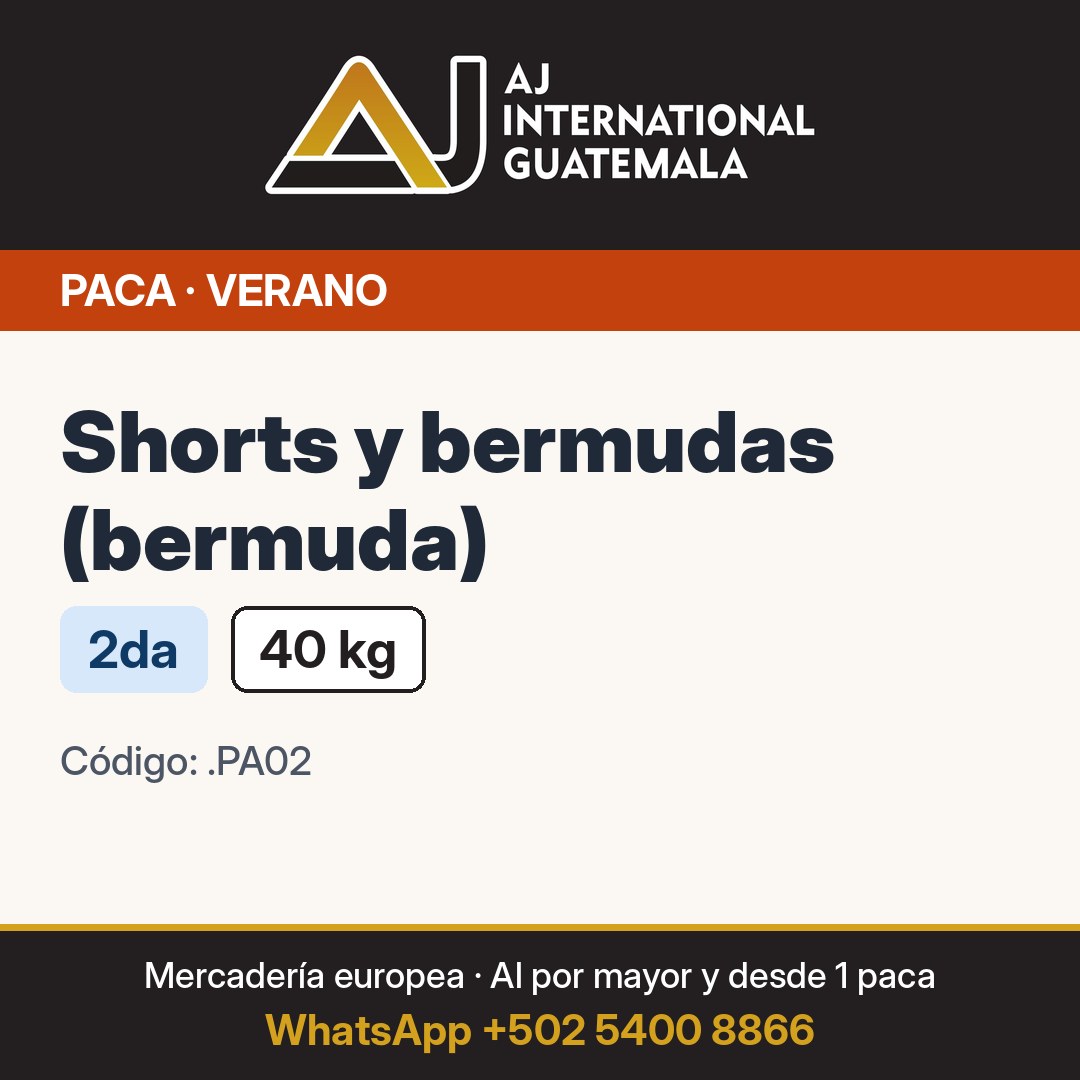 AJ
AJ
INTERNATIONAL
GUATEMALA
PACA · VERANO
Shorts y bermudas
(bermuda)
2da
40 kg
Código: .PA02
Mercadería europea · Al por mayor y desde 1 paca
WhatsApp +502 5400 8866